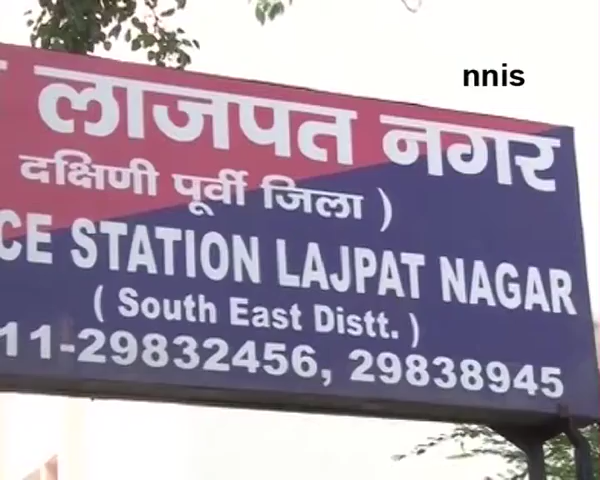 nnis
लाजपत नगर
दक्षिणी पूर्वी जिला )
CE STATION LAJPAT NAGAR
( South East Distt. )
11-29832456, 29838945